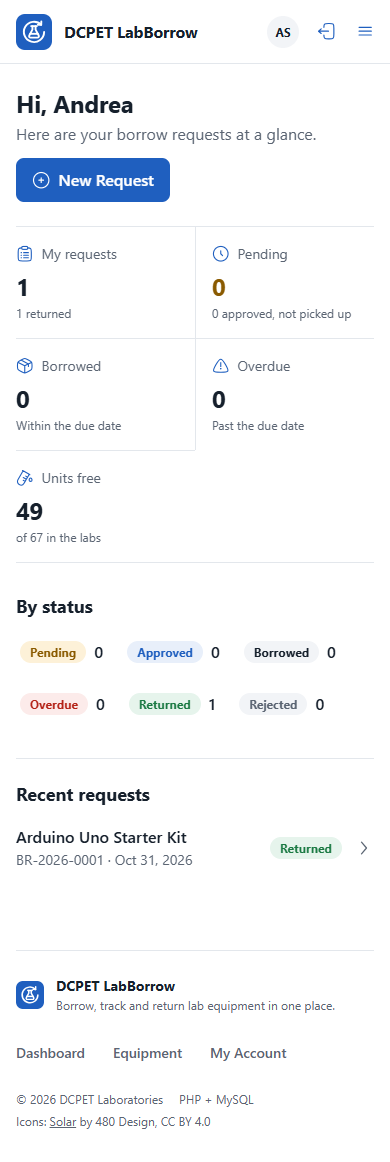 DCPET LabBorrow
AS
Hi, Andrea
Here are your borrow requests at a glance.
New Request
My requests
1
1 returned
Pending
0
0 approved, not picked up
Borrowed
0
Within the due date
Overdue
0
Past the due date
Units free
49
of 67 in the labs
By status
Pending 0 Approved 0 Borrowed 0
Overdue 0 Returned 1 Rejected 0
Recent requests
Arduino Uno Starter Kit
BR-2026-0001 · Oct 31, 2026
Returned
DCPET LabBorrow
Borrow, track and return lab equipment in one place.
Dashboard Equipment My Account
© 2026 DCPET Laboratories PHP + MySQL
Icons: Solar by 480 Design, CC BY 4.0